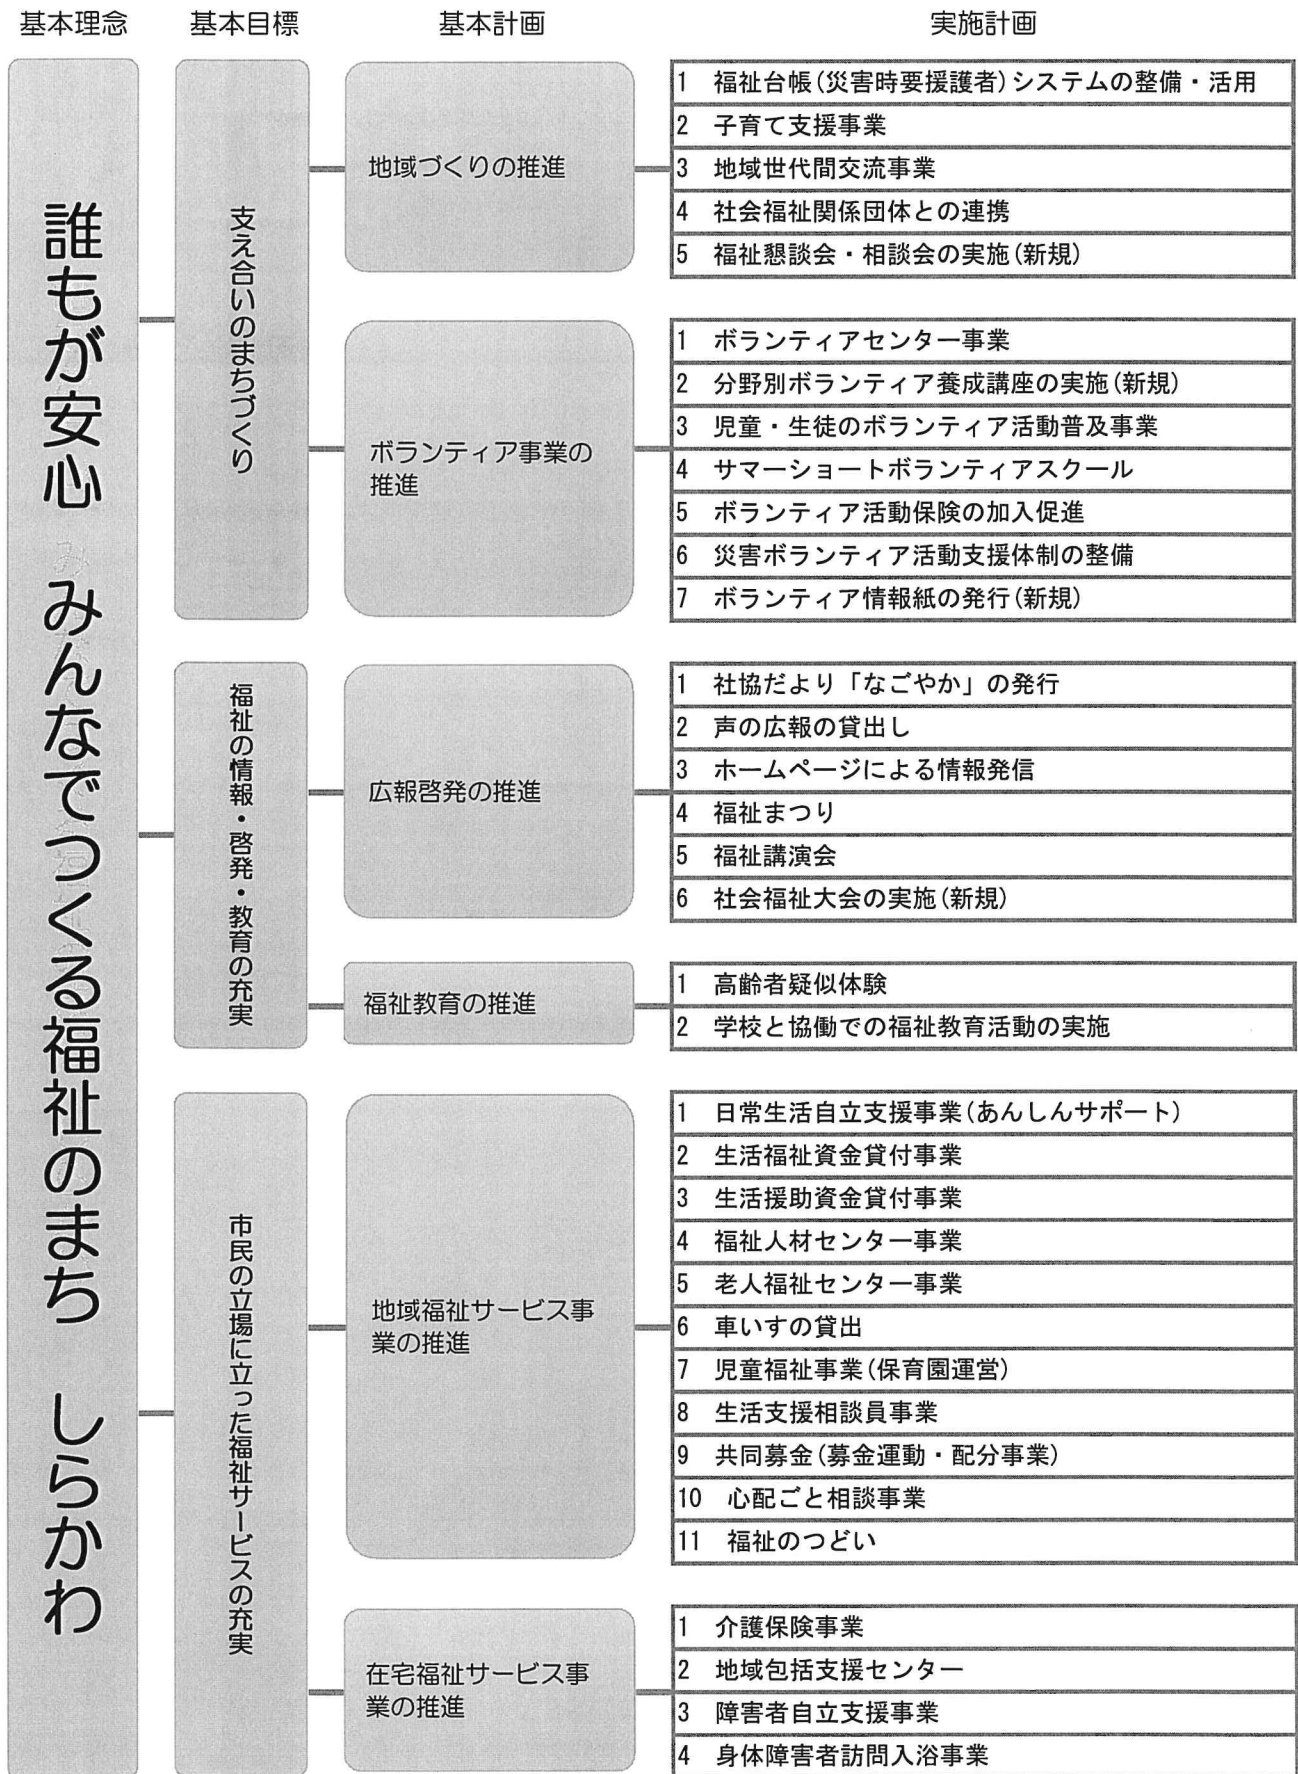 基本理念
基本目標
基本計画
実施計画
誰もが安心　みんなでつくる福祉のまち　しらかわ
支え合いのまちづくり
地域づくりの推進
1　福祉台帳(災害時要援護者)システムの整備・活用
2　子育て支援事業
3　地域世代間交流事業
4　社会福祉関係団体との連携
5　福祉懇談会・相談会の実施(新規)
ボランティア事業の
推進
1　ボランティアセンター事業
2　分野別ボランティア養成講座の実施(新規)
3　児童・生徒のボランティア活動普及事業
4　サマーショートボランティアスクール
5　ボランティア活動保険の加入促進
6　災害ボランティア活動支援体制の整備
7　ボランティア情報紙の発行(新規)
福祉の情報・啓発・教育の充実
広報啓発の推進
1　社協だより「なごやか」の発行
2　声の広報の貸出し
3　ホームページによる情報発信
4　福祉まつり
5　福祉講演会
6　社会福祉大会の実施(新規)
福祉教育の推進
1　高齢者疑似体験
2　学校と協働での福祉教育活動の実施
市民の立場に立った福祉サービスの充実
地域福祉サービス事
業の推進
1　日常生活自立支援事業(あんしんサポート)
2　生活福祉資金貸付事業
3　生活援助資金貸付事業
4　福祉人材センター事業
5　老人福祉センター事業
6　車いすの貸出
7　児童福祉事業(保育園運営)
8　生活支援相談員事業
9　共同募金(募金運動・配分事業)
10　心配ごと相談事業
11　福祉のつどい
在宅福祉サービス事
業の推進
1　介護保険事業
2　地域包括支援センター
3　障害者自立支援事業
4　身体障害者訪問入浴事業